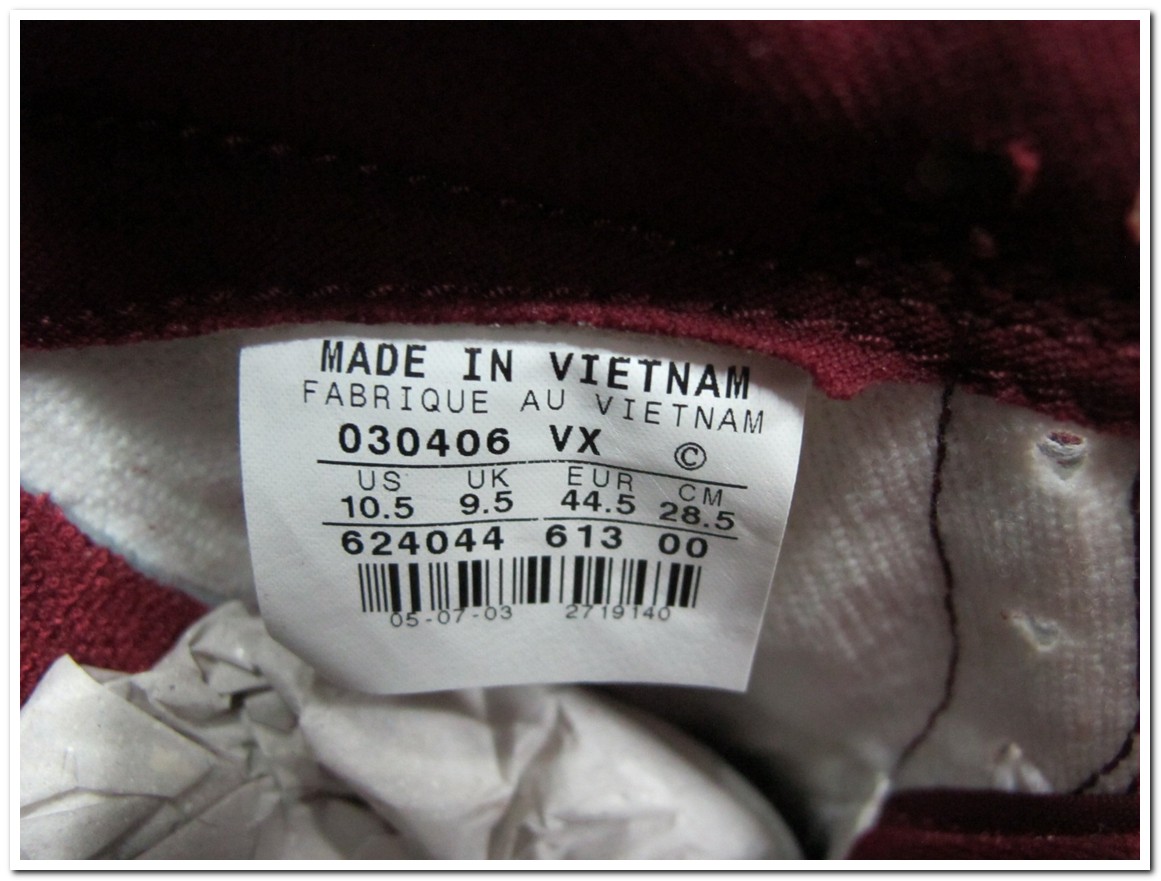 MADE IN VIETNAM
FABRIQUE AU VIETNAM
030406 VX ©
US UK EUR CM
10.5 9.5 44.5 28.5
624044 613 00
05-07-03 2719140